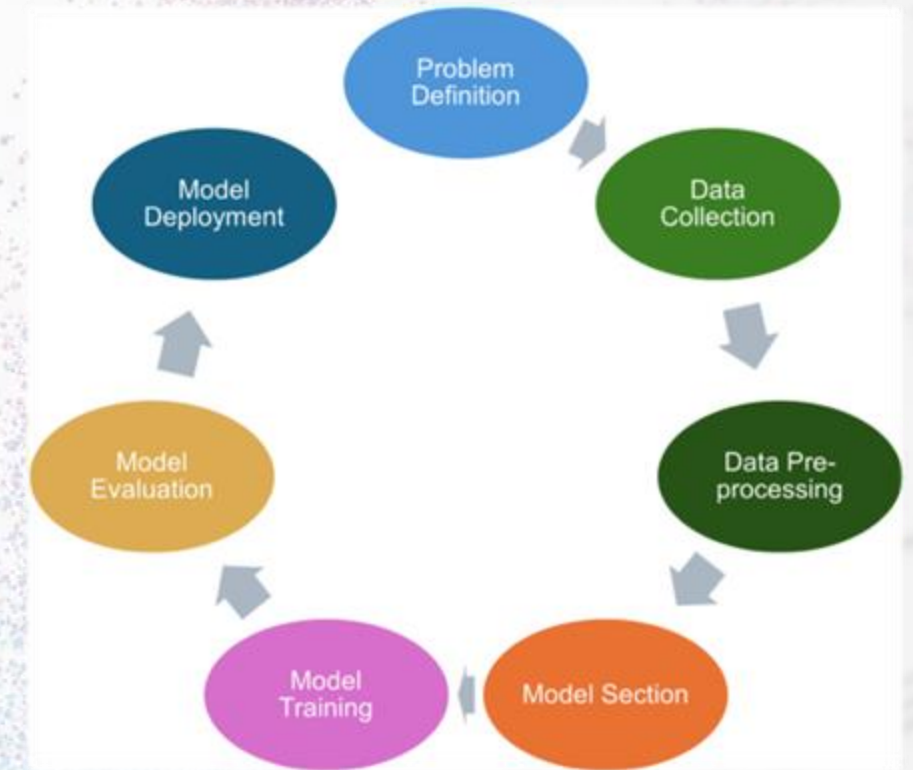 Problem
Definition
Data
Collection
Data Pre-
processing
Model Section
Model
Training
Model
Evaluation
Model
Deployment